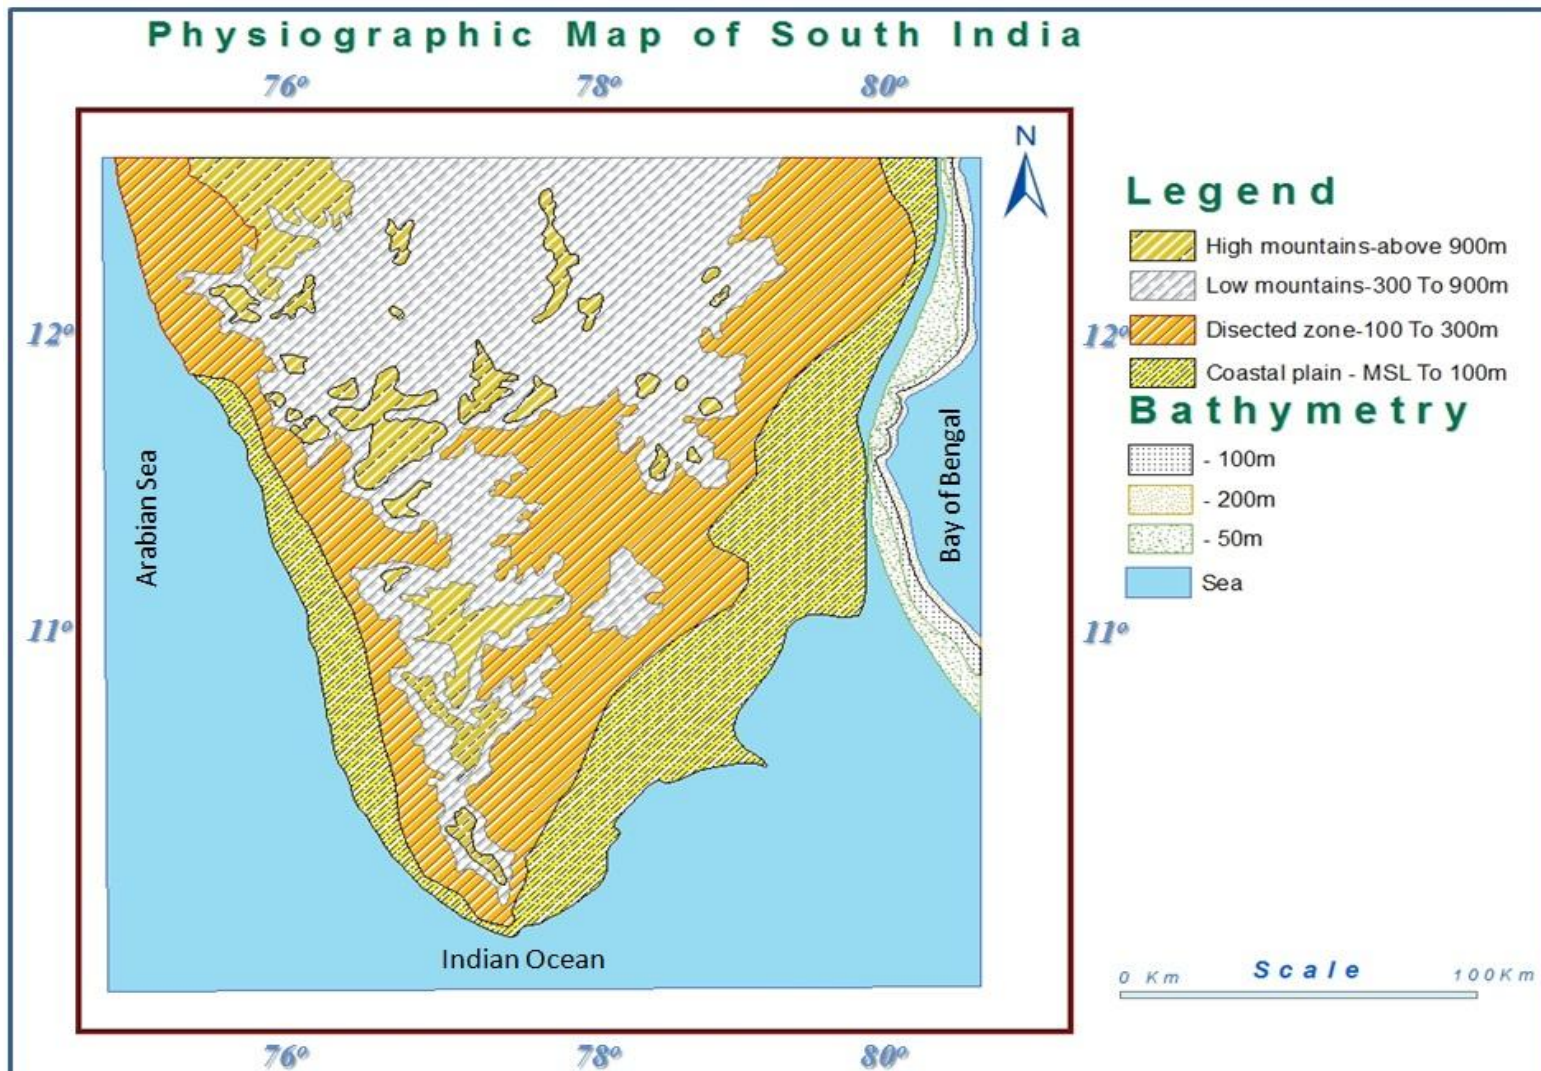 Physiographic Map of South India
76º 78º 80º
N
12º
12º
11º
11º
Arabian Sea
Bay of Bengal
Indian Ocean
76º 78º 80º
Legend
High mountains-above 900m
Low mountains-300 To 900m
Disected zone-100 To 300m
Coastal plain - MSL To 100m
Bathymetry
- 100m
- 200m
- 50m
Sea
0 Km Scale 100Km